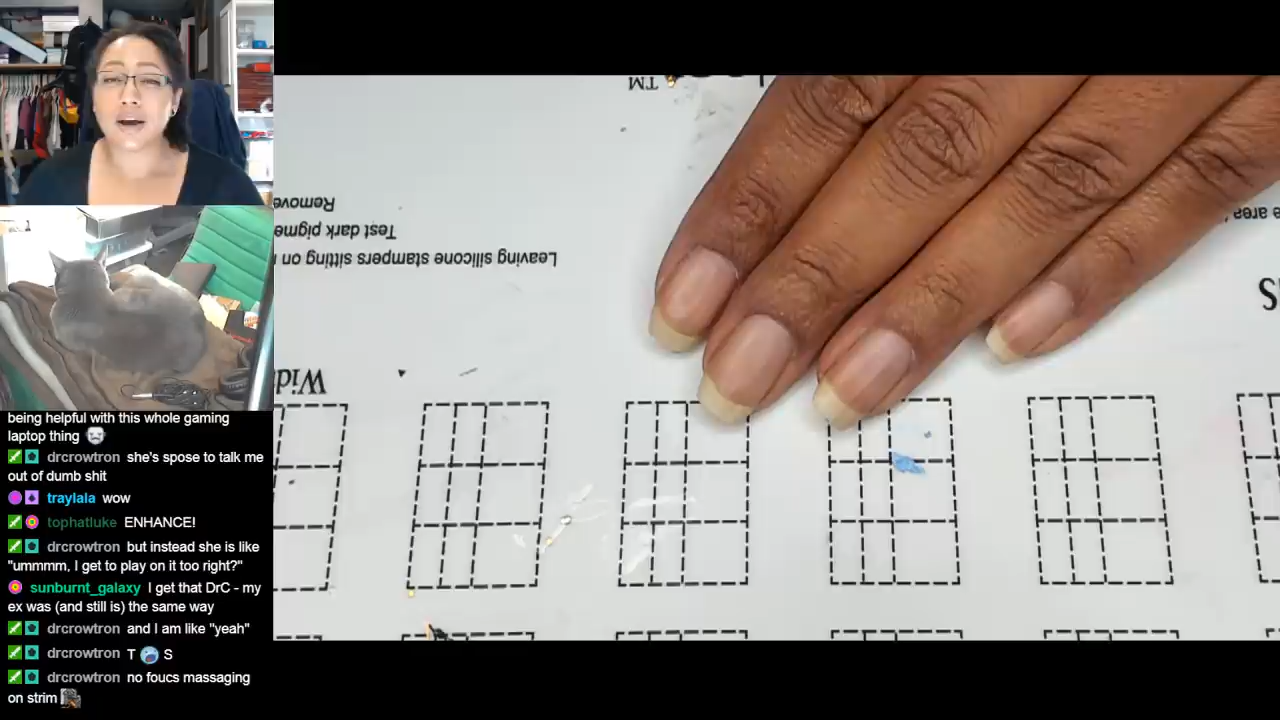 being helpful with this whole gaming
laptop thing
drcrowtron she's spose to talk me
out of dumb shit
traylala wow
tophatluke ENHANCE!
drcrowtron but instead she is like
"ummmm, I get to play on it too right?"
sunburnt_galaxy I get that DrC - my
ex was (and still is) the same way
drcrowtron and I am like "yeah"
drcrowtron T S
drcrowtron no foucs massaging
on strim
TM
Remove
Test dark pigme
Leaving silicone stampers sitting on
e area
Wid